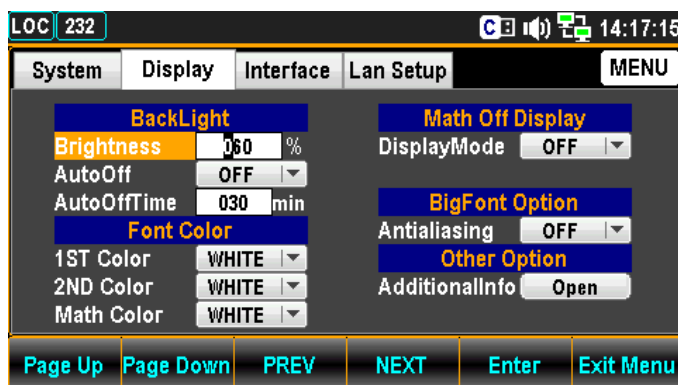 LOC 232 C 14:17:15
System Display Interface Lan Setup MENU
BackLight
Brightness 060 %
AutoOff OFF
AutoOffTime 030 min
Font Color
1ST Color WHITE
2ND Color WHITE
Math Color WHITE
Math Off Display
DisplayMode OFF
BigFont Option
Antialiasing OFF
Other Option
AdditionalInfo Open
Page Up Page Down PREV NEXT Enter Exit Menu